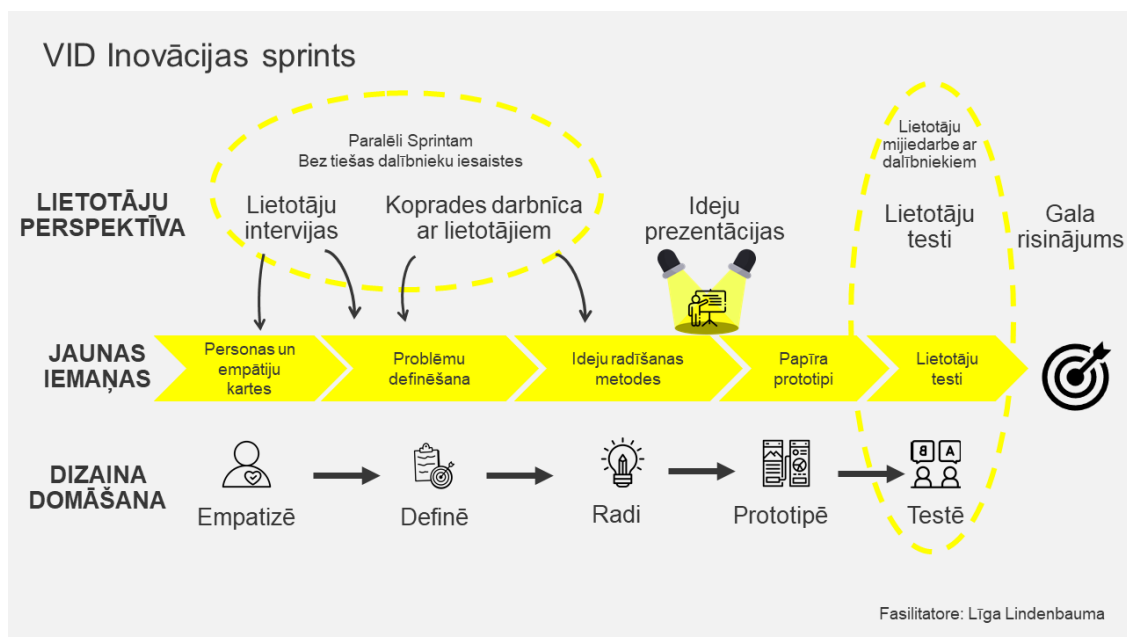 VID Inovācijas sprints
Paralēli Sprintam
Bez tiešas dalībnieku iesaistes
Lietotāju
mijiedarbe ar
dalībniekiem
LIETOTĀJU
PERSPEKTĪVA
Lietotāju
intervijas
Koprades darbnīca
ar lietotājiem
Ideju
prezentācijas
Lietotāju
testi
Gala
risinājums
JAUNAS
IEMAŅAS
Personas un
empātiju
kartes
Problēmu
definēšana
Ideju radīšanas
metodes
Papīra
prototipi
Lietotāju
testi
DIZAINA
DOMĀŠANA
B A
Empatizē
Definē
Radi
Prototipē
Testē
Fasilitatore: Līga Lindenbauma